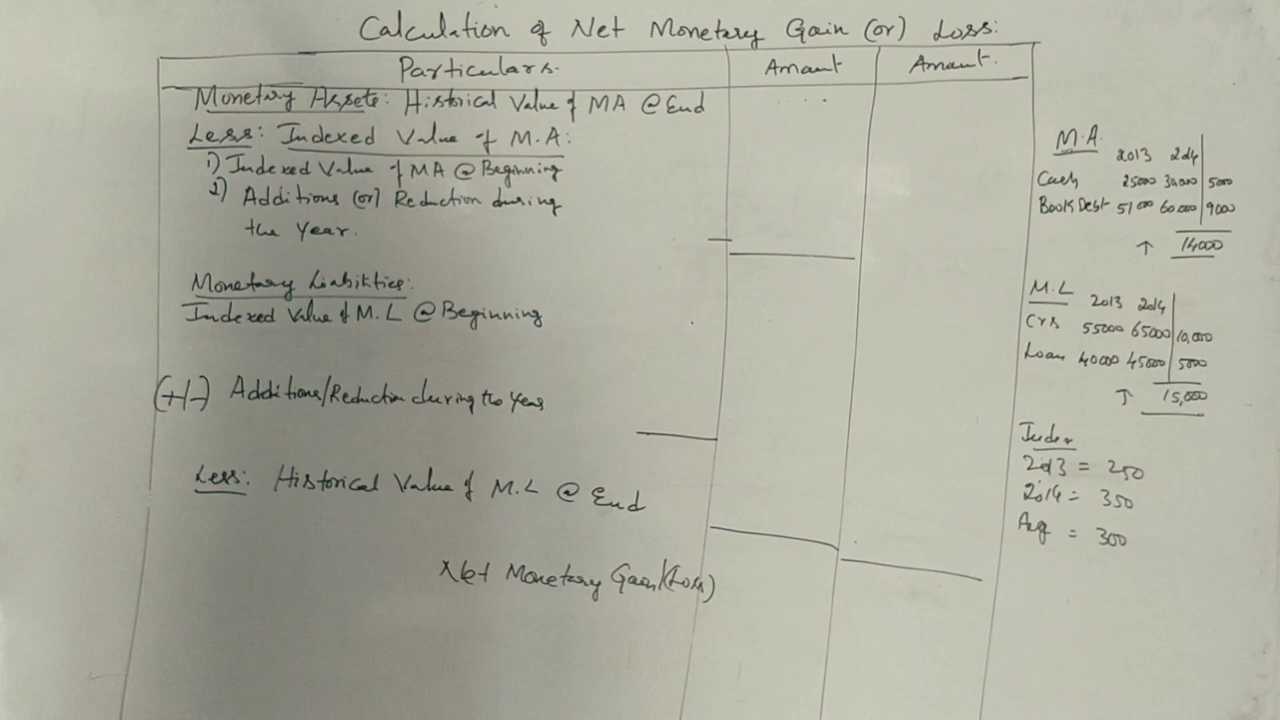 Calculation of Net Monetary Gain (or) Loss:
Particulars. Amount Amount.
Monetary Assets: Historical Value of MA @ End
Less: Indexed Value of M.A:
1) Indexed Value of MA @ Beginning
2) Additions (or) Reduction during
the Year.
Monetary Liabilities:
Indexed Value of M.L @ Beginning
(+/-) Additions/Reduction during the Year
Less: Historical Value of M.L @ End
Net Monetary Gain/(Loss)
M.A.
2013 2014
Cash 25000 30,000 5000
Book Debt 51000 60000 9000
↑ 14000
M.L 2013 2014
Crs 55000 65000 10,000
Loan 40000 45000 5000
↑ 15,000
Index
2013 = 250
2014 = 350
Avg = 300